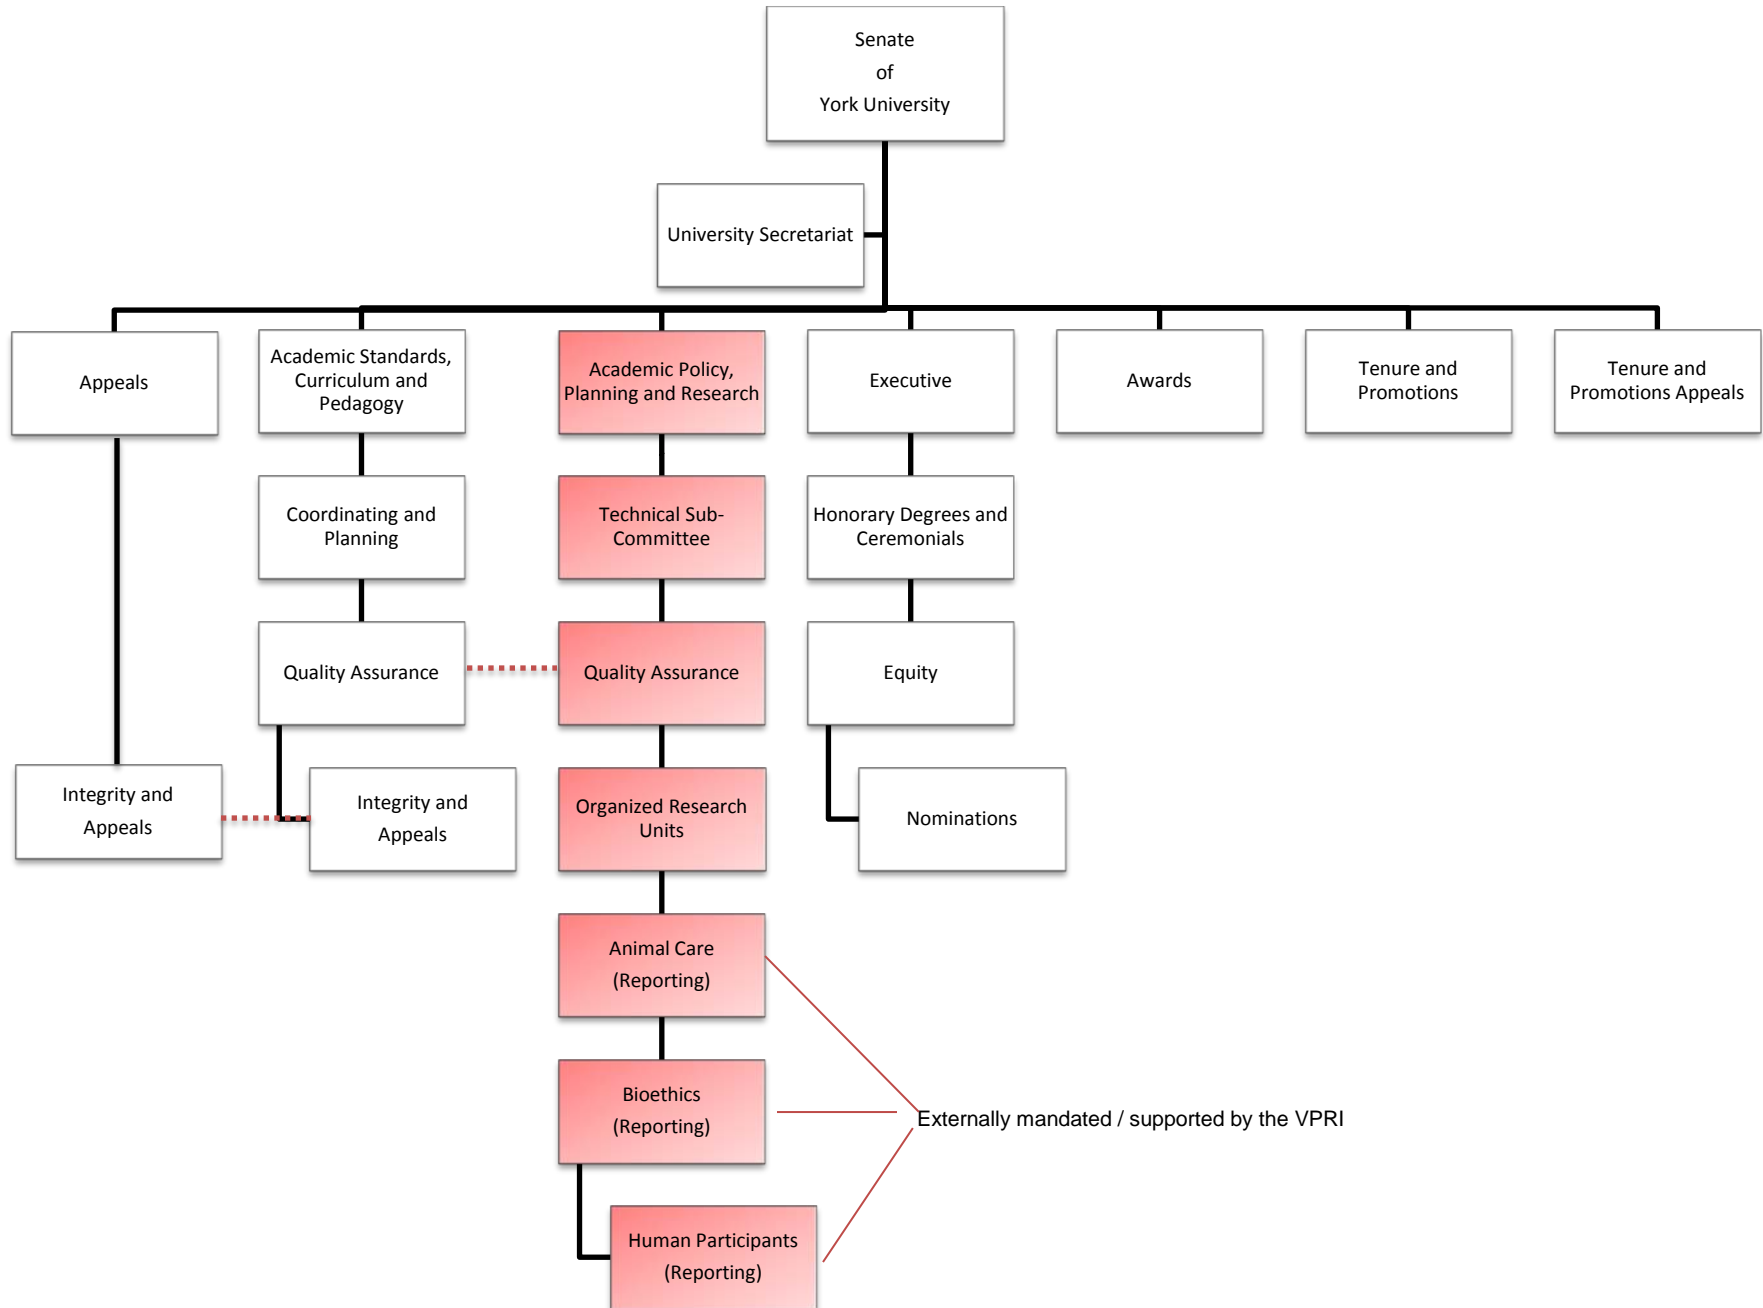 Senate
of
York University
University Secretariat
Appeals
Academic Standards,
Curriculum and
Pedagogy
Academic Policy,
Planning and Research
Executive
Awards
Tenure and
Promotions
Tenure and
Promotions Appeals
Coordinating and
Planning
Technical Sub-
Committee
Honorary Degrees and
Ceremonials
Quality Assurance
Quality Assurance
Equity
Integrity and
Appeals
Integrity and
Appeals
Organized Research
Units
Nominations
Animal Care
(Reporting)
Bioethics
(Reporting)
Externally mandated / supported by the VPRI
Human Participants
(Reporting)